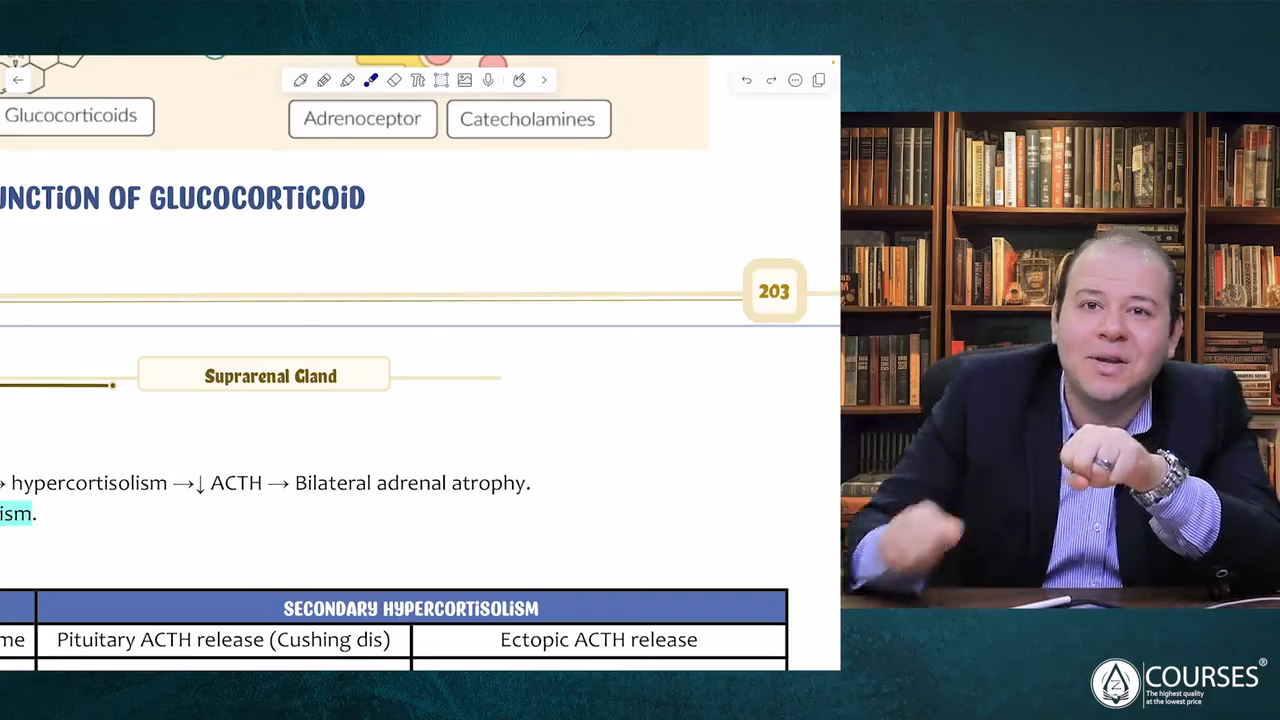 Glucocorticoids
Adrenoceptor
Catecholamines
UNCTION OF GLUCOCORTICOID
203
Suprarenal Gland
→ hypercortisolism →↓ ACTH → Bilateral adrenal atrophy.
ism.
SECONDARY HYPERCORTISOLISM
me
Pituitary ACTH release (Cushing dis)
Ectopic ACTH release
Z COURSES®
The highest quality
at the lowest price